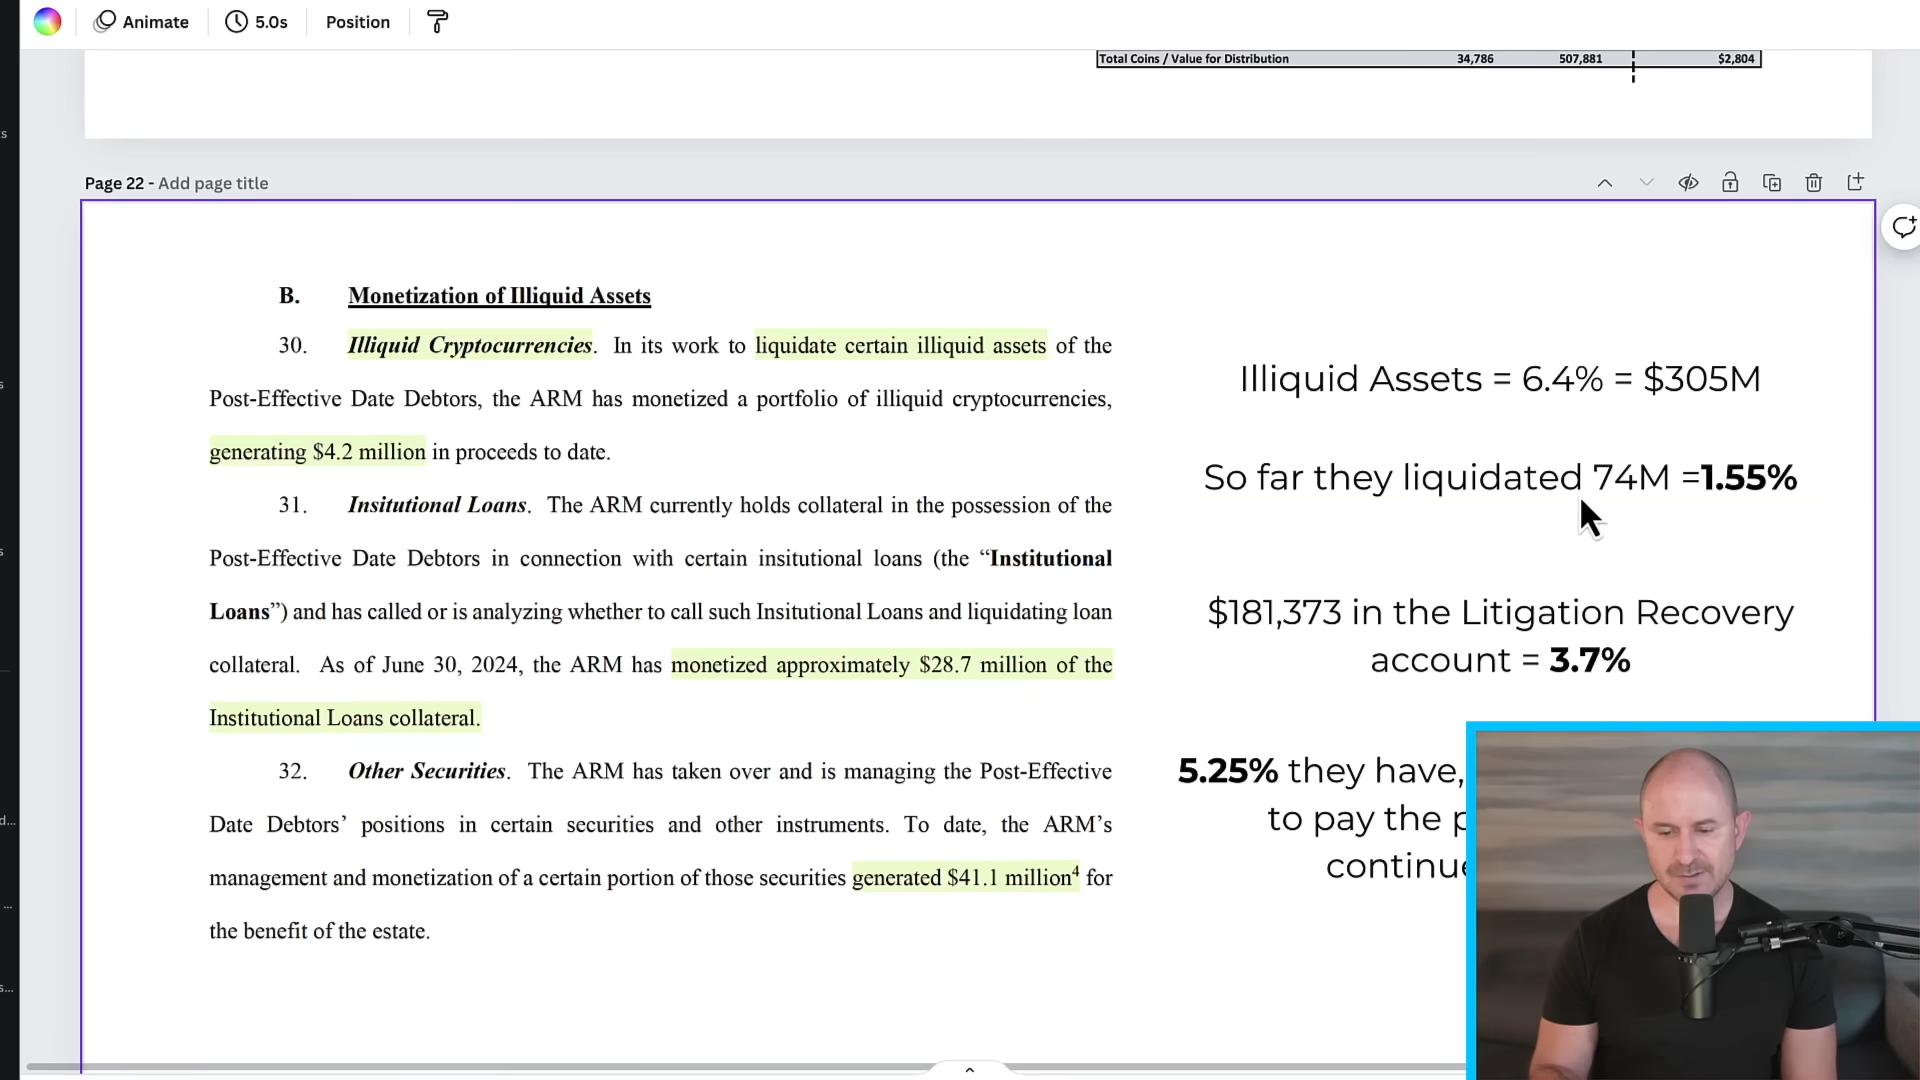 Animate
5.0s
Position
Total Coins / Value for Distribution 34,786 507,881 $2,804
Page 22 - Add page title
B. Monetization of Illiquid Assets
30. Illiquid Cryptocurrencies. In its work to liquidate certain illiquid assets of the
Post-Effective Date Debtors, the ARM has monetized a portfolio of illiquid cryptocurrencies,
generating $4.2 million in proceeds to date.
31. Insitutional Loans. The ARM currently holds collateral in the possession of the
Post-Effective Date Debtors in connection with certain insitutional loans (the “Institutional
Loans”) and has called or is analyzing whether to call such Insitutional Loans and liquidating loan
collateral. As of June 30, 2024, the ARM has monetized approximately $28.7 million of the
Institutional Loans collateral.
32. Other Securities. The ARM has taken over and is managing the Post-Effective
Date Debtors’ positions in certain securities and other instruments. To date, the ARM’s
management and monetization of a certain portion of those securities generated $41.1 million4 for
the benefit of the estate.
Illiquid Assets = 6.4% = $305M
So far they liquidated 74M =1.55%
$181,373 in the Litigation Recovery
account = 3.7%
5.25% they have,
to pay the p
continue